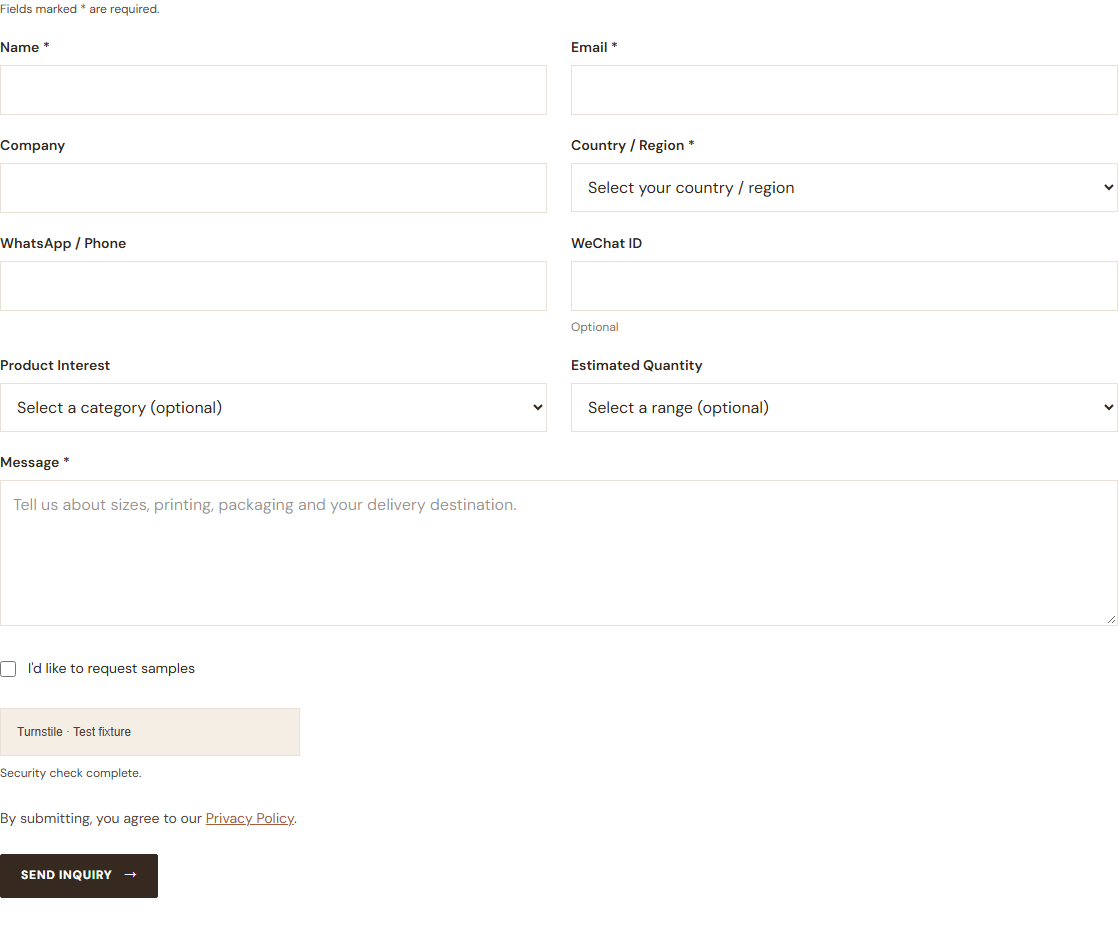 Fields marked * are required.
Name *
Email *
Company
Country / Region *
Select your country / region
WhatsApp / Phone
WeChat ID
Optional
Product Interest
Estimated Quantity
Select a category (optional)
Select a range (optional)
Message *
Tell us about sizes, printing, packaging and your delivery destination.
I'd like to request samples
Turnstile · Test fixture
Security check complete.
By submitting, you agree to our Privacy Policy.
SEND INQUIRY →